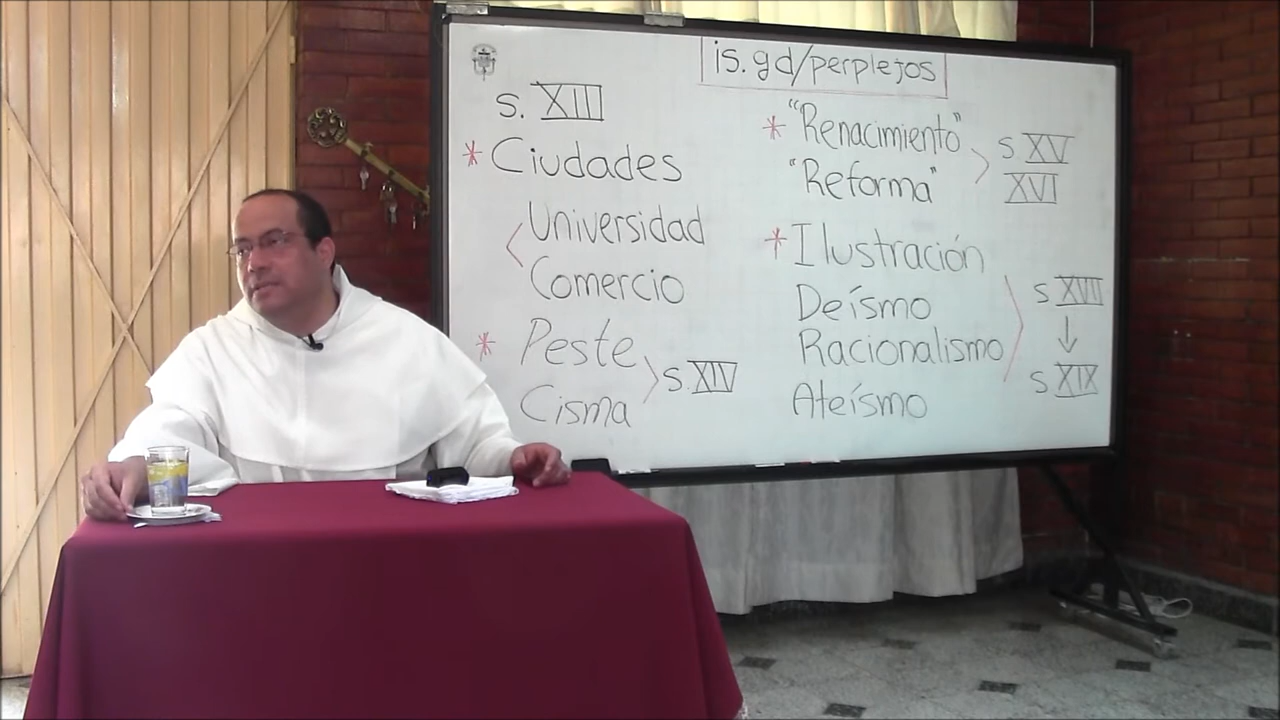 is.gd/perplejos
s. XIII
* Ciudades
Universidad
Comercio
* Peste
Cisma
s. XIV
* "Renacimiento"
"Reforma"
s XV
XVI
* Ilustración
Deísmo
Racionalismo
Ateísmo
s XVII
↓
s XIX